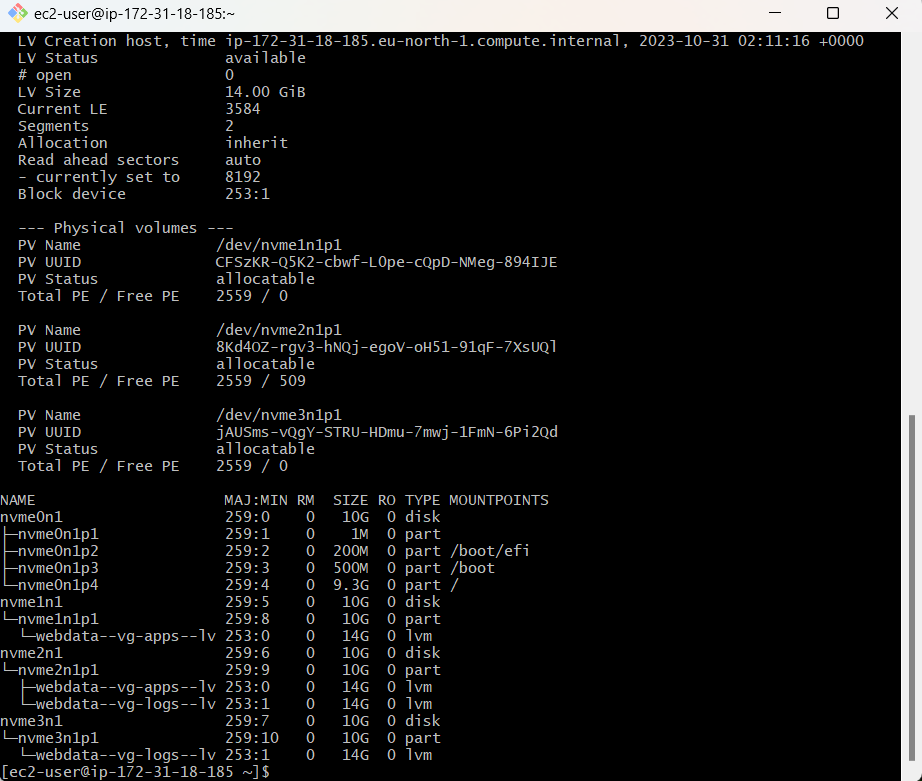 ec2-user@ip-172-31-18-185:~
LV Creation host, time ip-172-31-18-185.eu-north-1.compute.internal, 2023-10-31 02:11:16 +0000
LV Status available
# open 0
LV Size 14.00 GiB
Current LE 3584
Segments 2
Allocation inherit
Read ahead sectors auto
- currently set to 8192
Block device 253:1
--- Physical volumes ---
PV Name /dev/nvme1n1p1
PV UUID CFSzKR-Q5K2-cbwf-L0pe-cQpD-NMeg-894IJE
PV Status allocatable
Total PE / Free PE 2559 / 0
PV Name /dev/nvme2n1p1
PV UUID 8Kd4OZ-rgv3-hNQj-egoV-oH51-91qF-7XsUQl
PV Status allocatable
Total PE / Free PE 2559 / 509
PV Name /dev/nvme3n1p1
PV UUID jAUSms-vQgY-STRU-HDmu-7mwj-1FmN-6Pi2Qd
PV Status allocatable
Total PE / Free PE 2559 / 0
NAME MAJ:MIN RM SIZE RO TYPE MOUNTPOINTS
nvme0n1 259:0 0 10G 0 disk
├─nvme0n1p1 259:1 0 1M 0 part
├─nvme0n1p2 259:2 0 200M 0 part /boot/efi
├─nvme0n1p3 259:3 0 500M 0 part /boot
└─nvme0n1p4 259:4 0 9.3G 0 part /
nvme1n1 259:5 0 10G 0 disk
└─nvme1n1p1 259:8 0 10G 0 part
└─webdata--vg-apps--lv 253:0 0 14G 0 lvm
nvme2n1 259:6 0 10G 0 disk
└─nvme2n1p1 259:9 0 10G 0 part
├─webdata--vg-apps--lv 253:0 0 14G 0 lvm
└─webdata--vg-logs--lv 253:1 0 14G 0 lvm
nvme3n1 259:7 0 10G 0 disk
└─nvme3n1p1 259:10 0 10G 0 part
└─webdata--vg-logs--lv 253:1 0 14G 0 lvm
[ec2-user@ip-172-31-18-185 ~]$